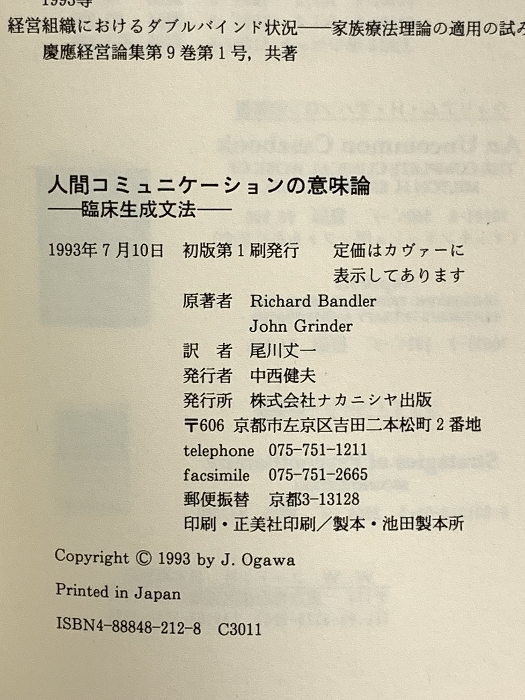 1993等
経営組織におけるダブルバインド状況——家族療法理論の適用の試み
慶應経営論集第9巻第1号,共著
人間コミュニケーションの意味論
——臨床生成文法——
1993年7月10日 初版第1刷発行 定価はカヴァーに
表示してあります
原著者 Richard Bandler
John Grinder
訳 者 尾川丈一
発行者 中西健夫
発行所 株式会社ナカニシヤ出版
〒606 京都市左京区吉田二本松町2番地
telephone 075-751-1211
facsimile 075-751-2665
郵便振替 京都3-13128
印刷・正美社印刷／製本・池田製本所
Copyright © 1993 by J. Ogawa
Printed in Japan
ISBN4-88848-212-8 C3011